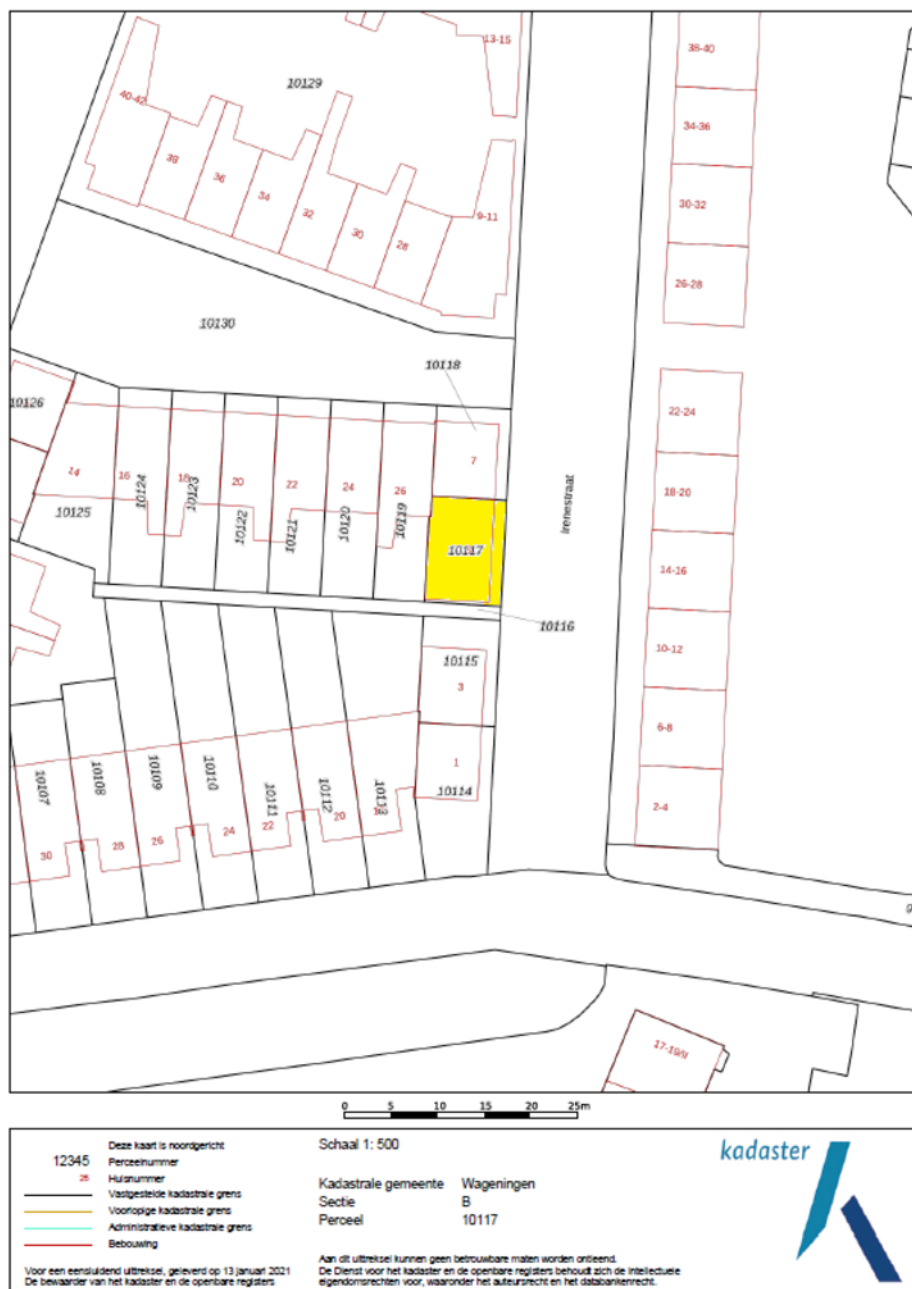 13-15
38-40
10129
40-42
34-36
38
36
34
32
30
28
9-11
30-32
26-28
10130
10118
10126
22-24
7
14
16
18
20
22
24
26
18-20
10124
10123
10122
10121
10120
10119
10125
Irenestraat
10117
14-16
10116
10-12
10115
3
6-8
1
10114
2-4
10107
10108
10109
10110
10111
10112
10113
30
28
26
24
22
20
17-19/II
0 5 10 15 20 25m
Deze kaart is noordgericht
12345 Perceelnummer
25 Huisnummer
Vastgestelde kadastrale grens
Voorlopige kadastrale grens
Administratieve kadastrale grens
Bebouwing
Voor een eensluidend uittreksel, geleverd op 13 januari 2021
De bewaarder van het kadaster en de openbare registers
Schaal 1: 500
Kadastrale gemeente Wageningen
Sectie B
Perceel 10117
Aan dit uittreksel kunnen geen betrouwbare maten worden ontleend.
De Dienst voor het kadaster en de openbare registers behoudt zich de intellectuele
eigendomsrechten voor, waaronder het auteursrecht en het databankenrecht.
kadaster